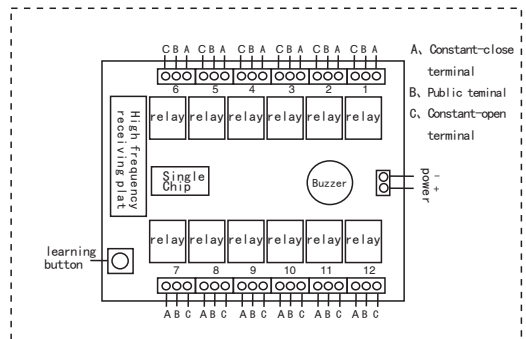 C B A C B A C B A C B A C B A C B A
6 5 4 3 2 1
relay relay relay relay relay relay
A、Constant-close
terminal
B、Public teminal
C、Constant-open
terminal
High frequency
receiving plat
Single
Chip
Buzzer
- +
power
relay relay relay relay relay relay
learning
button
7 8 9 10 11 12
A B C A B C A B C A B C A B C A B C